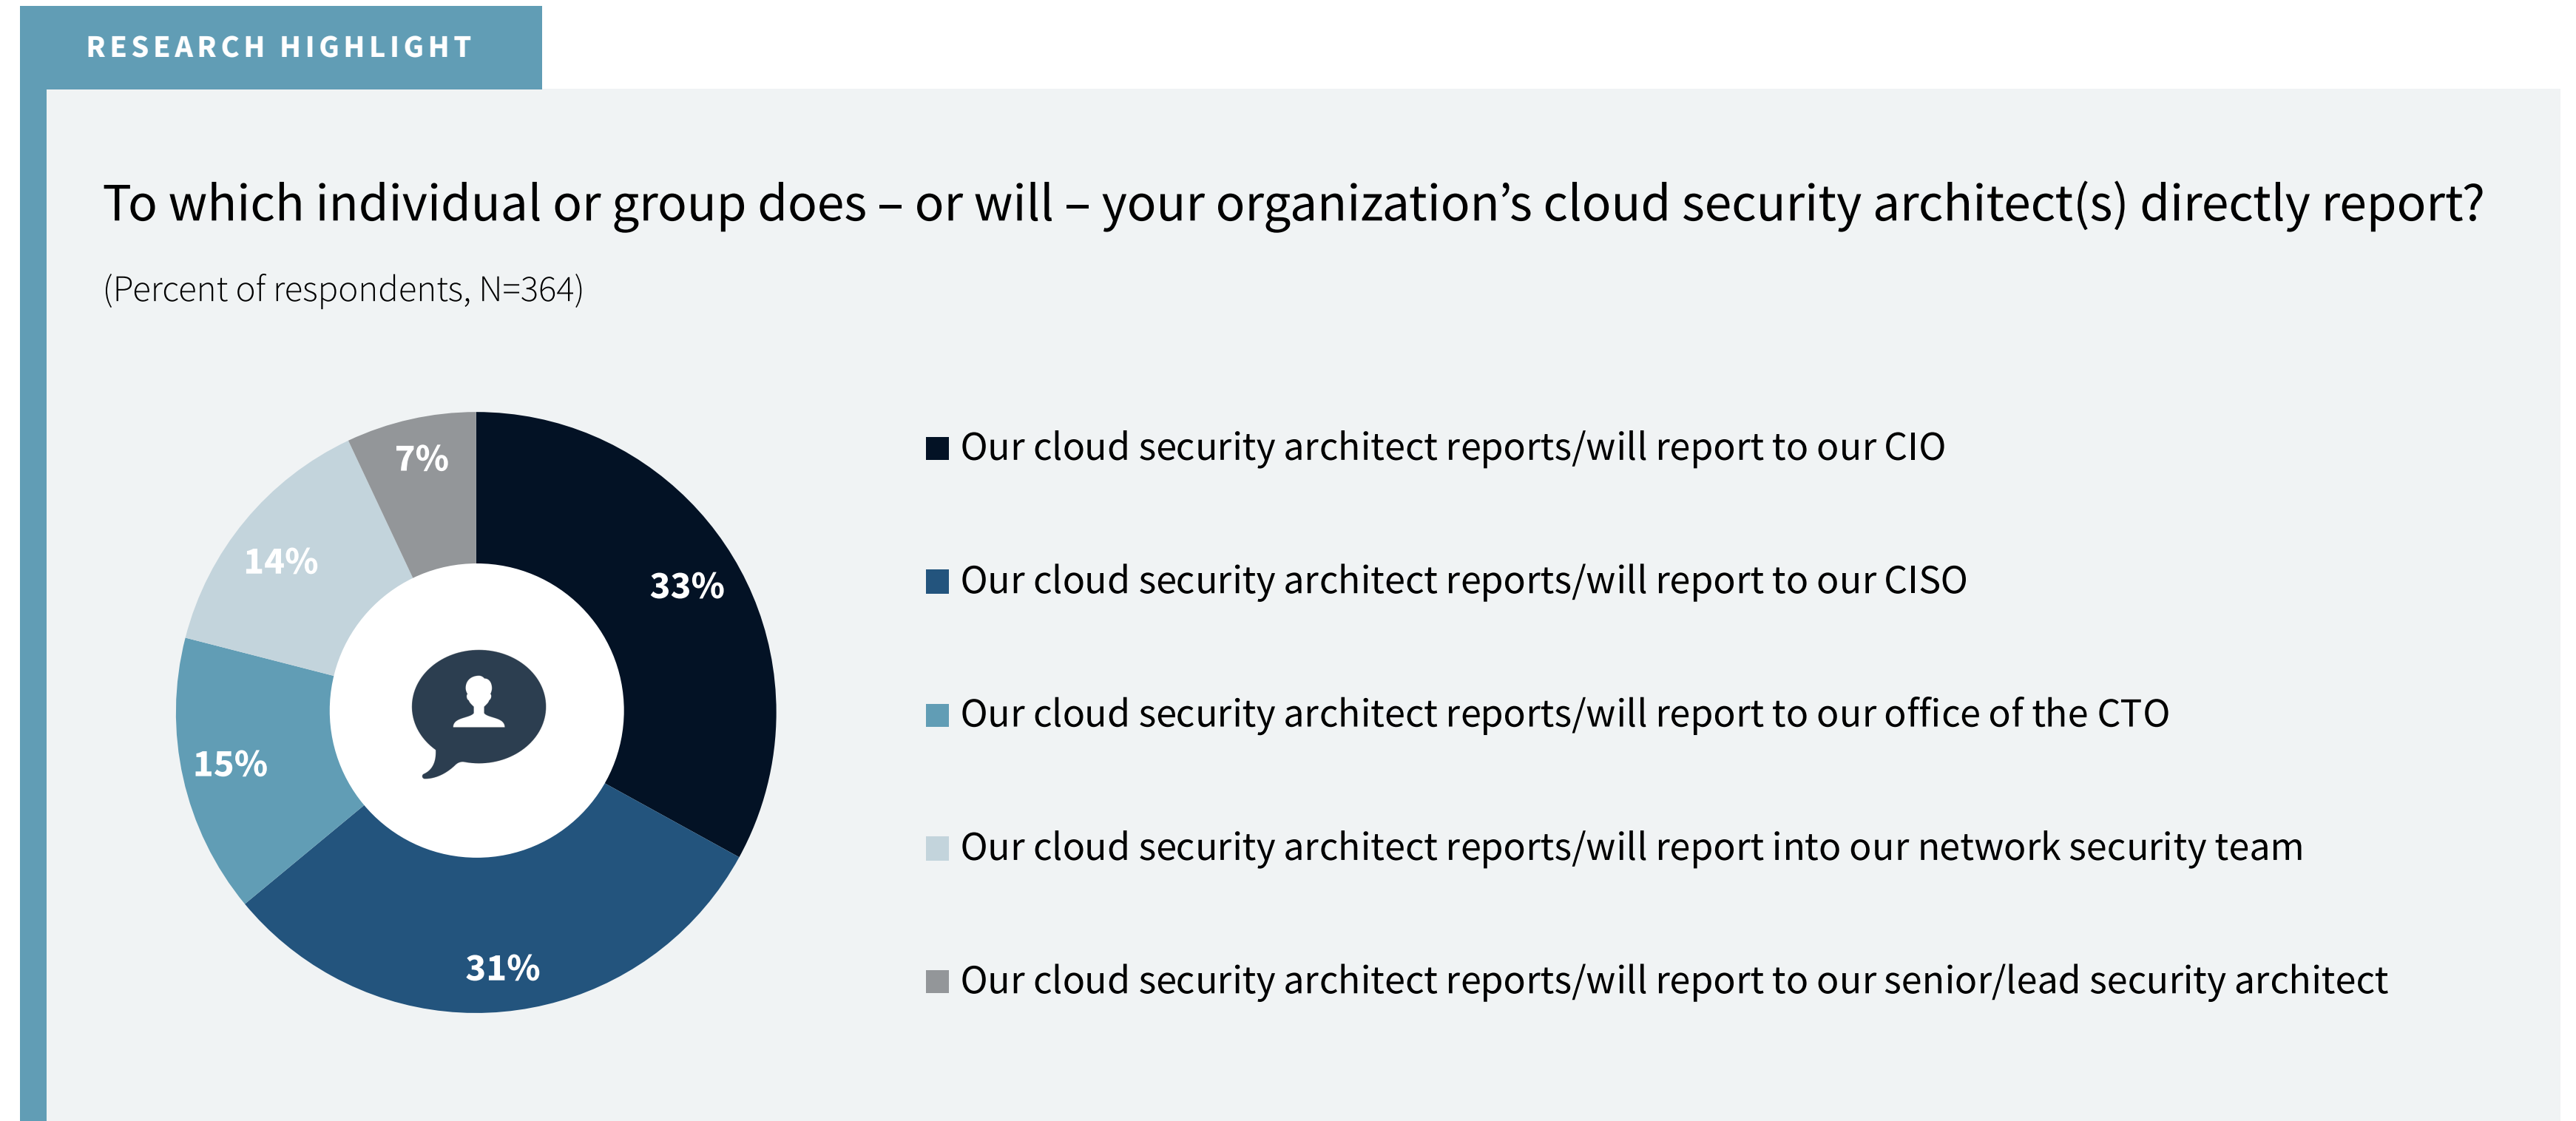 RESEARCH HIGHLIGHT
To which individual or group does – or will – your organization’s cloud security architect(s) directly report?
(Percent of respondents, N=364)
7%
33%
14%
15%
31%
Our cloud security architect reports/will report to our CIO
Our cloud security architect reports/will report to our CISO
Our cloud security architect reports/will report to our office of the CTO
Our cloud security architect reports/will report into our network security team
Our cloud security architect reports/will report to our senior/lead security architect